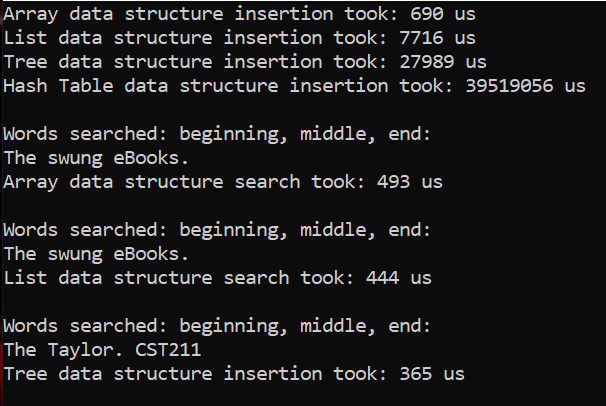 Array data structure insertion took: 690 us
List data structure insertion took: 7716 us
Tree data structure insertion took: 27989 us
Hash Table data structure insertion took: 39519056 us
Words searched: beginning, middle, end:
The swung eBooks.
Array data structure search took: 493 us
Words searched: beginning, middle, end:
The swung eBooks.
List data structure search took: 444 us
Words searched: beginning, middle, end:
The Taylor. CST211
Tree data structure insertion took: 365 us